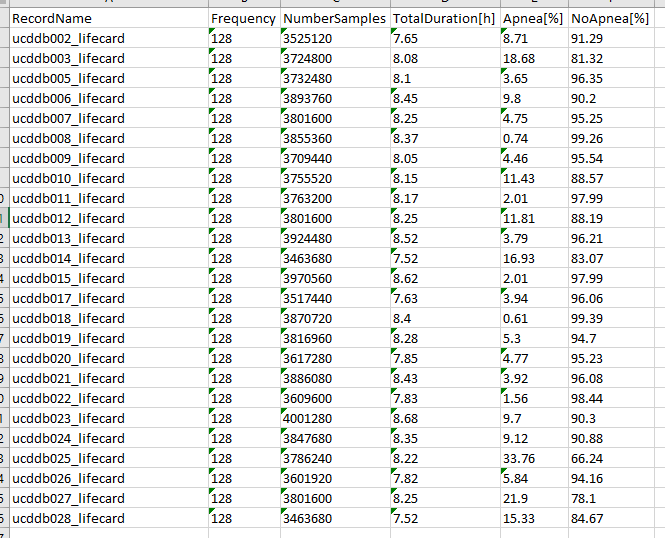 RecordName Frequency NumberSamples TotalDuration[h] Apnea[%] NoApnea[%]
ucddb002_lifecard 128 3525120 7.65 8.71 91.29
ucddb003_lifecard 128 3724800 8.08 18.68 81.32
ucddb005_lifecard 128 3732480 8.1 3.65 96.35
ucddb006_lifecard 128 3893760 8.45 9.8 90.2
ucddb007_lifecard 128 3801600 8.25 4.75 95.25
ucddb008_lifecard 128 3855360 8.37 0.74 99.26
ucddb009_lifecard 128 3709440 8.05 4.46 95.54
ucddb010_lifecard 128 3755520 8.15 11.43 88.57
ucddb011_lifecard 128 3763200 8.17 2.01 97.99
ucddb012_lifecard 128 3801600 8.25 11.81 88.19
ucddb013_lifecard 128 3924480 8.52 3.79 96.21
ucddb014_lifecard 128 3463680 7.52 16.93 83.07
ucddb015_lifecard 128 3970560 8.62 2.01 97.99
ucddb017_lifecard 128 3517440 7.63 3.94 96.06
ucddb018_lifecard 128 3870720 8.4 0.61 99.39
ucddb019_lifecard 128 3816960 8.28 5.3 94.7
ucddb020_lifecard 128 3617280 7.85 4.77 95.23
ucddb021_lifecard 128 3886080 8.43 3.92 96.08
ucddb022_lifecard 128 3609600 7.83 1.56 98.44
ucddb023_lifecard 128 4001280 8.68 9.7 90.3
ucddb024_lifecard 128 3847680 8.35 9.12 90.88
ucddb025_lifecard 128 3786240 8.22 33.76 66.24
ucddb026_lifecard 128 3601920 7.82 5.84 94.16
ucddb027_lifecard 128 3801600 8.25 21.9 78.1
ucddb028_lifecard 128 3463680 7.52 15.33 84.67